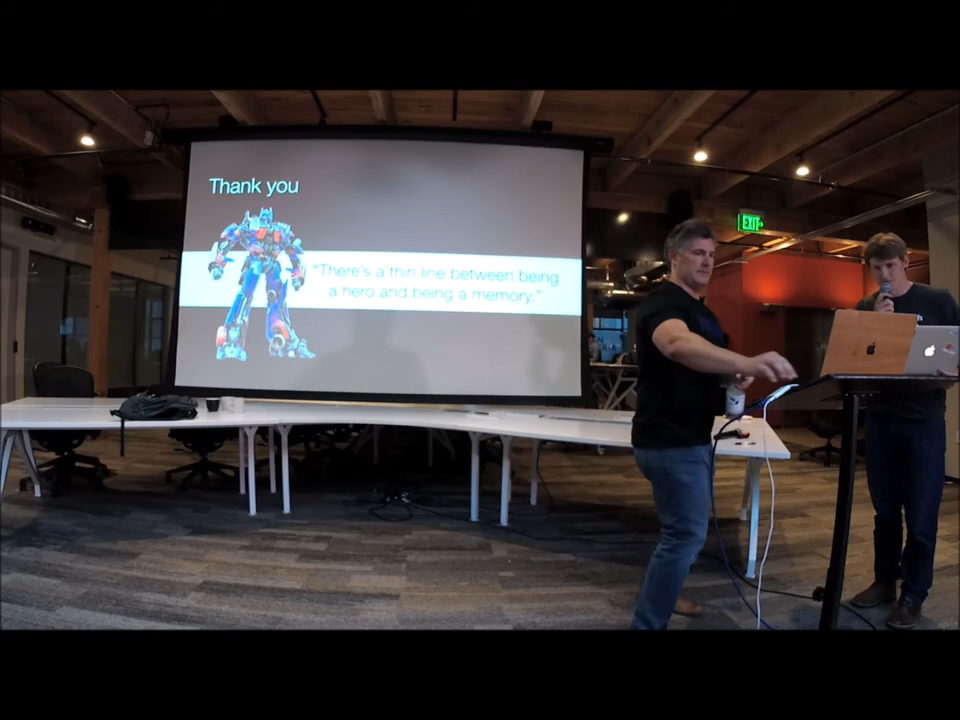 Thank you
"There's a thin line between being
a hero and being a memory."
EXIT